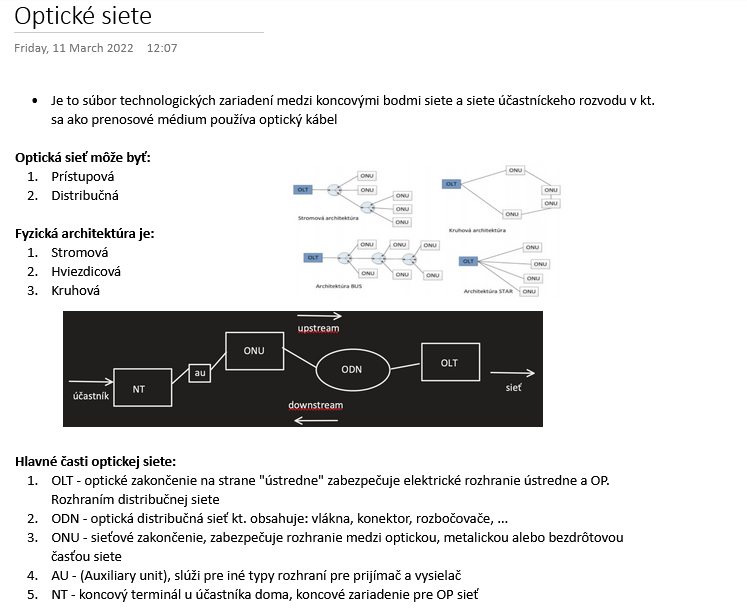 Optické siete
Friday, 11 March 2022 12:07
• Je to súbor technologických zariadení medzi koncovými bodmi siete a siete účastníckeho rozvodu v kt.
sa ako prenosové médium používa optický kábel
Optická sieť môže byť:
1. Prístupová
2. Distribučná
Fyzická architektúra je:
1. Stromová
2. Hviezdicová
3. Kruhová
OLT
ONU
ONU
ONU
ONU
ONU
Stromová architektúra
OLT
ONU
ONU
ONU
ONU
Kruhová architektúra
OLT
ONU
ONU
ONU
ONU
ONU
ONU
Architektúra BUS
OLT
ONU
ONU
ONU
ONU
Architektúra STAR
upstream
účastník
NT
au
ONU
ODN
OLT
sieť
downstream
Hlavné časti optickej siete:
1. OLT - optické zakončenie na strane "ústredne" zabezpečuje elektrické rozhranie ústredne a OP.
Rozhraním distribučnej siete
2. ODN - optická distribučná sieť kt. obsahuje: vlákna, konektor, rozbočovače, ...
3. ONU - sieťové zakončenie, zabezpečuje rozhranie medzi optickou, metalickou alebo bezdrôtovou
časťou siete
4. AU - (Auxiliary unit), slúži pre iné typy rozhraní pre prijímač a vysielač
5. NT - koncový terminál u účastníka doma, koncové zariadenie pre OP sieť